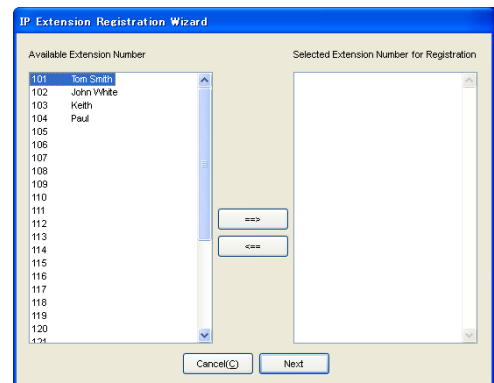 IP Extension Registration Wizard
Available Extension Number
Selected Extension Number for Registration
101 Tom Smith
102 John White
103 Keith
104 Paul
105
106
107
108
109
110
111
112
113
114
115
116
117
118
119
120
121
==>
<==
Cancel(C)
Next